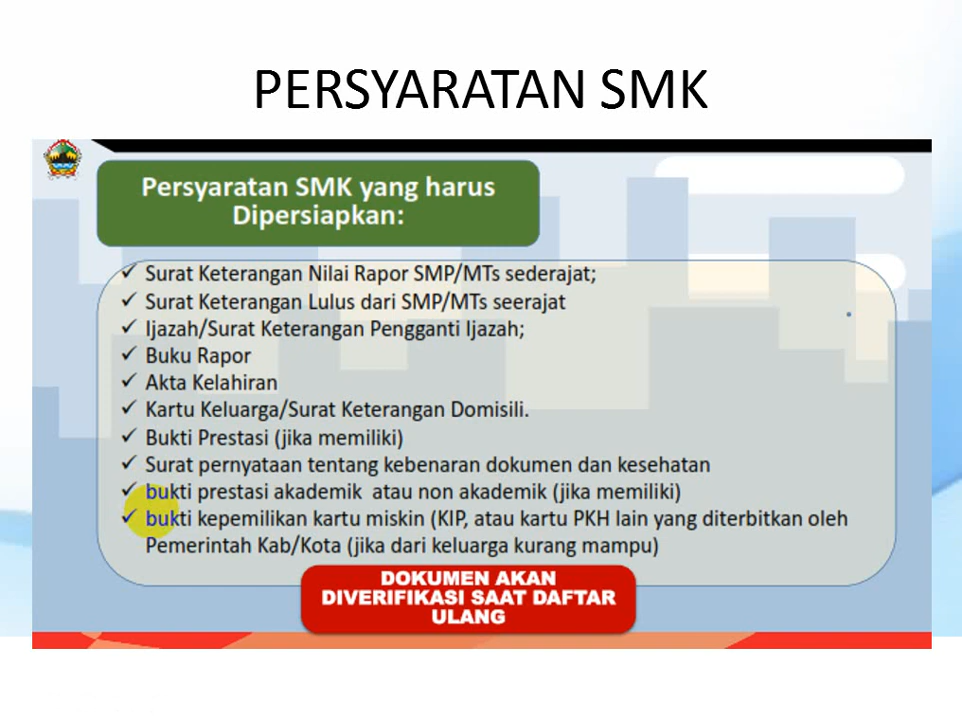 PERSYARATAN SMK
Persyaratan SMK yang harus
Dipersiapkan:
✓ Surat Keterangan Nilai Rapor SMP/MTs sederajat;
✓ Surat Keterangan Lulus dari SMP/MTs seerajat
✓ Ijazah/Surat Keterangan Pengganti Ijazah;
✓ Buku Rapor
✓ Akta Kelahiran
✓ Kartu Keluarga/Surat Keterangan Domisili.
✓ Bukti Prestasi (jika memiliki)
✓ Surat pernyataan tentang kebenaran dokumen dan kesehatan
✓ bukti prestasi akademik atau non akademik (jika memiliki)
✓ bukti kepemilikan kartu miskin (KIP, atau kartu PKH lain yang diterbitkan oleh
Pemerintah Kab/Kota (jika dari keluarga kurang mampu)
DOKUMEN AKAN
DIVERIFIKASI SAAT DAFTAR
ULANG